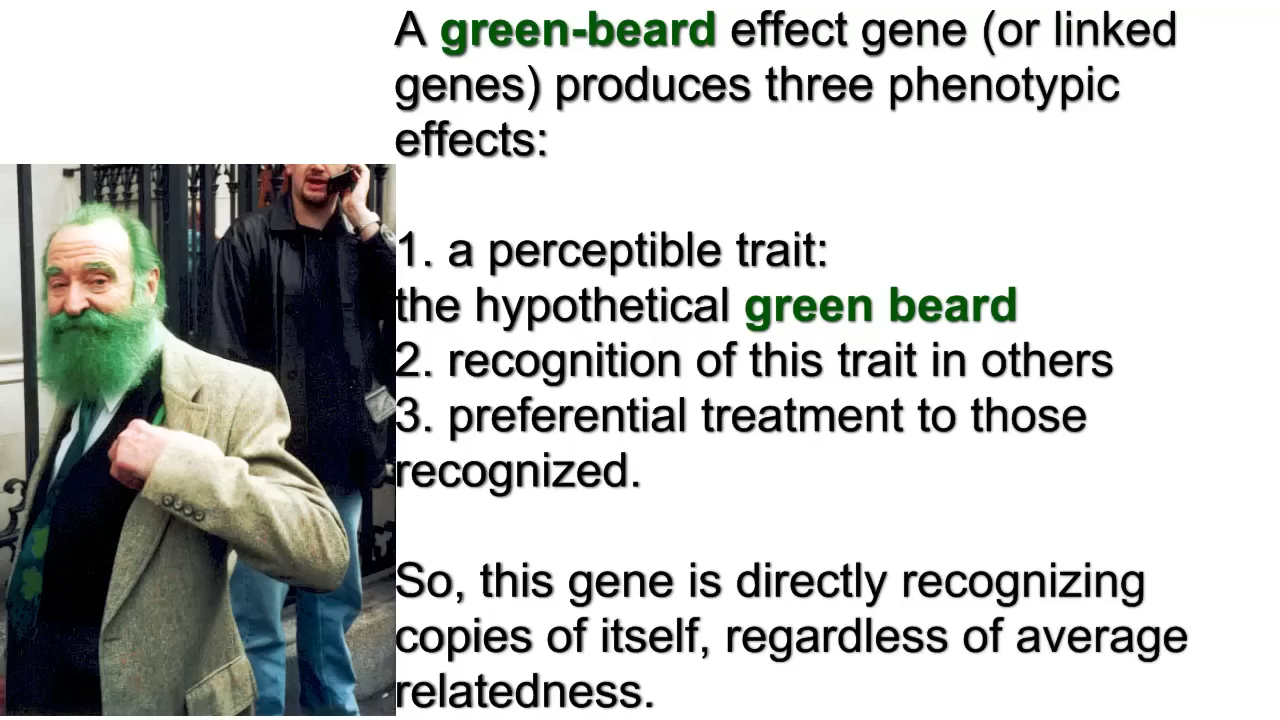 A green-beard effect gene (or linked
genes) produces three phenotypic
effects:
1. a perceptible trait:
the hypothetical green beard
2. recognition of this trait in others
3. preferential treatment to those
recognized.
So, this gene is directly recognizing
copies of itself, regardless of average
relatedness.